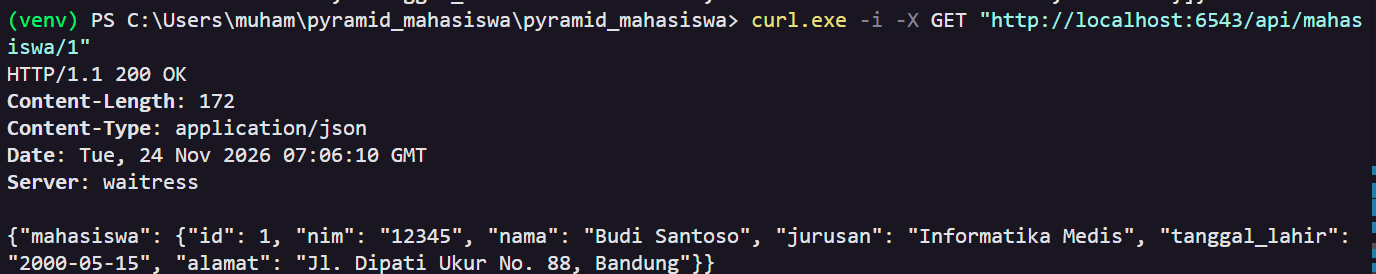 (venv) PS C:\Users\muham\pyramid_mahasiswa\pyramid_mahasiswa> curl.exe -i -X GET "http://localhost:6543/api/mahas
iswa/1"
HTTP/1.1 200 OK
Content-Length: 172
Content-Type: application/json
Date: Tue, 24 Nov 2026 07:06:10 GMT
Server: waitress

{"mahasiswa": {"id": 1, "nim": "12345", "nama": "Budi Santoso", "jurusan": "Informatika Medis", "tanggal_lahir":
"2000-05-15", "alamat": "Jl. Dipati Ukur No. 88, Bandung"}}